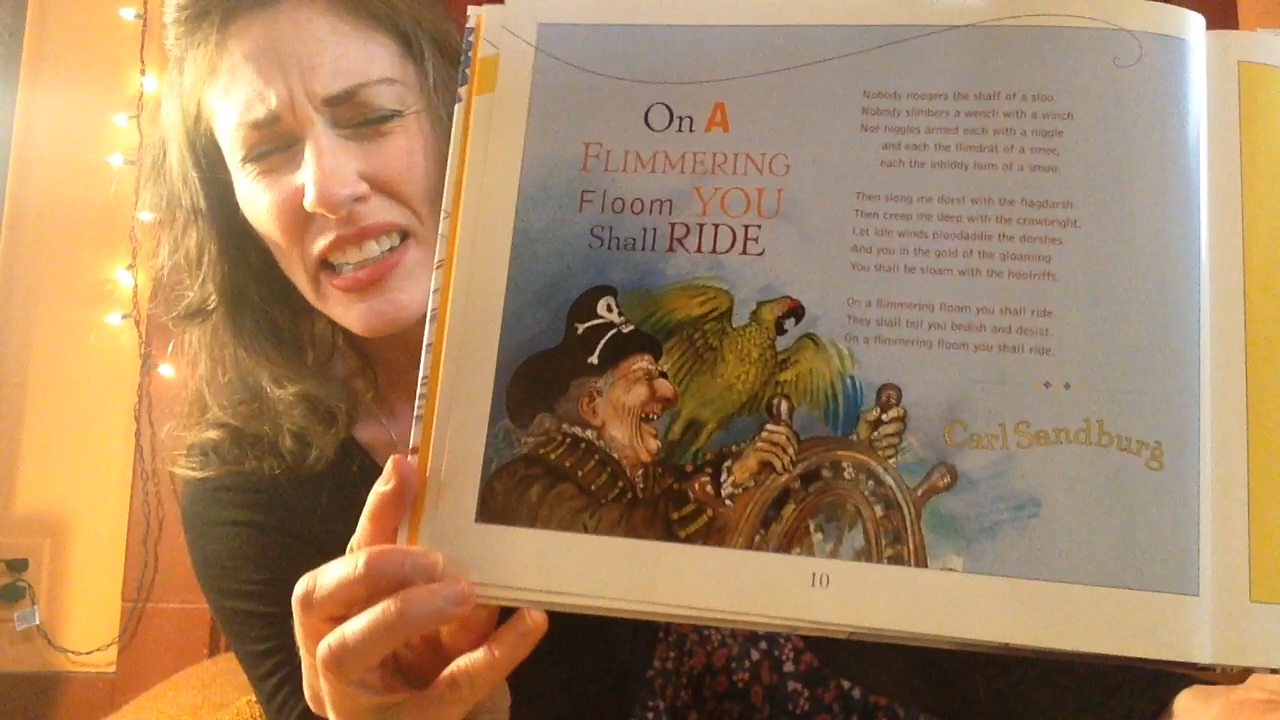 On A
FLIMMERING
Floom YOU
Shall RIDE
Nobody noogers the shaff of a sloo.
Nobody slimbers a wench with a winch
Nor higgles armed each with a niggle
and each the flimdrat of a smee,
each the inbiddy hum of a smoo.
Then slong me dorst with the flagdarsh.
Then creep me deep with the crawbright.
Let idle winds ploodaddle the dorshes.
And you in the gold of the gloaming
You shall be sloam with the hoolriffs.
On a flimmering floom you shall ride.
They shall tell you bedish and desist.
On a flimmering floom you shall ride.
Carl Sandburg
10